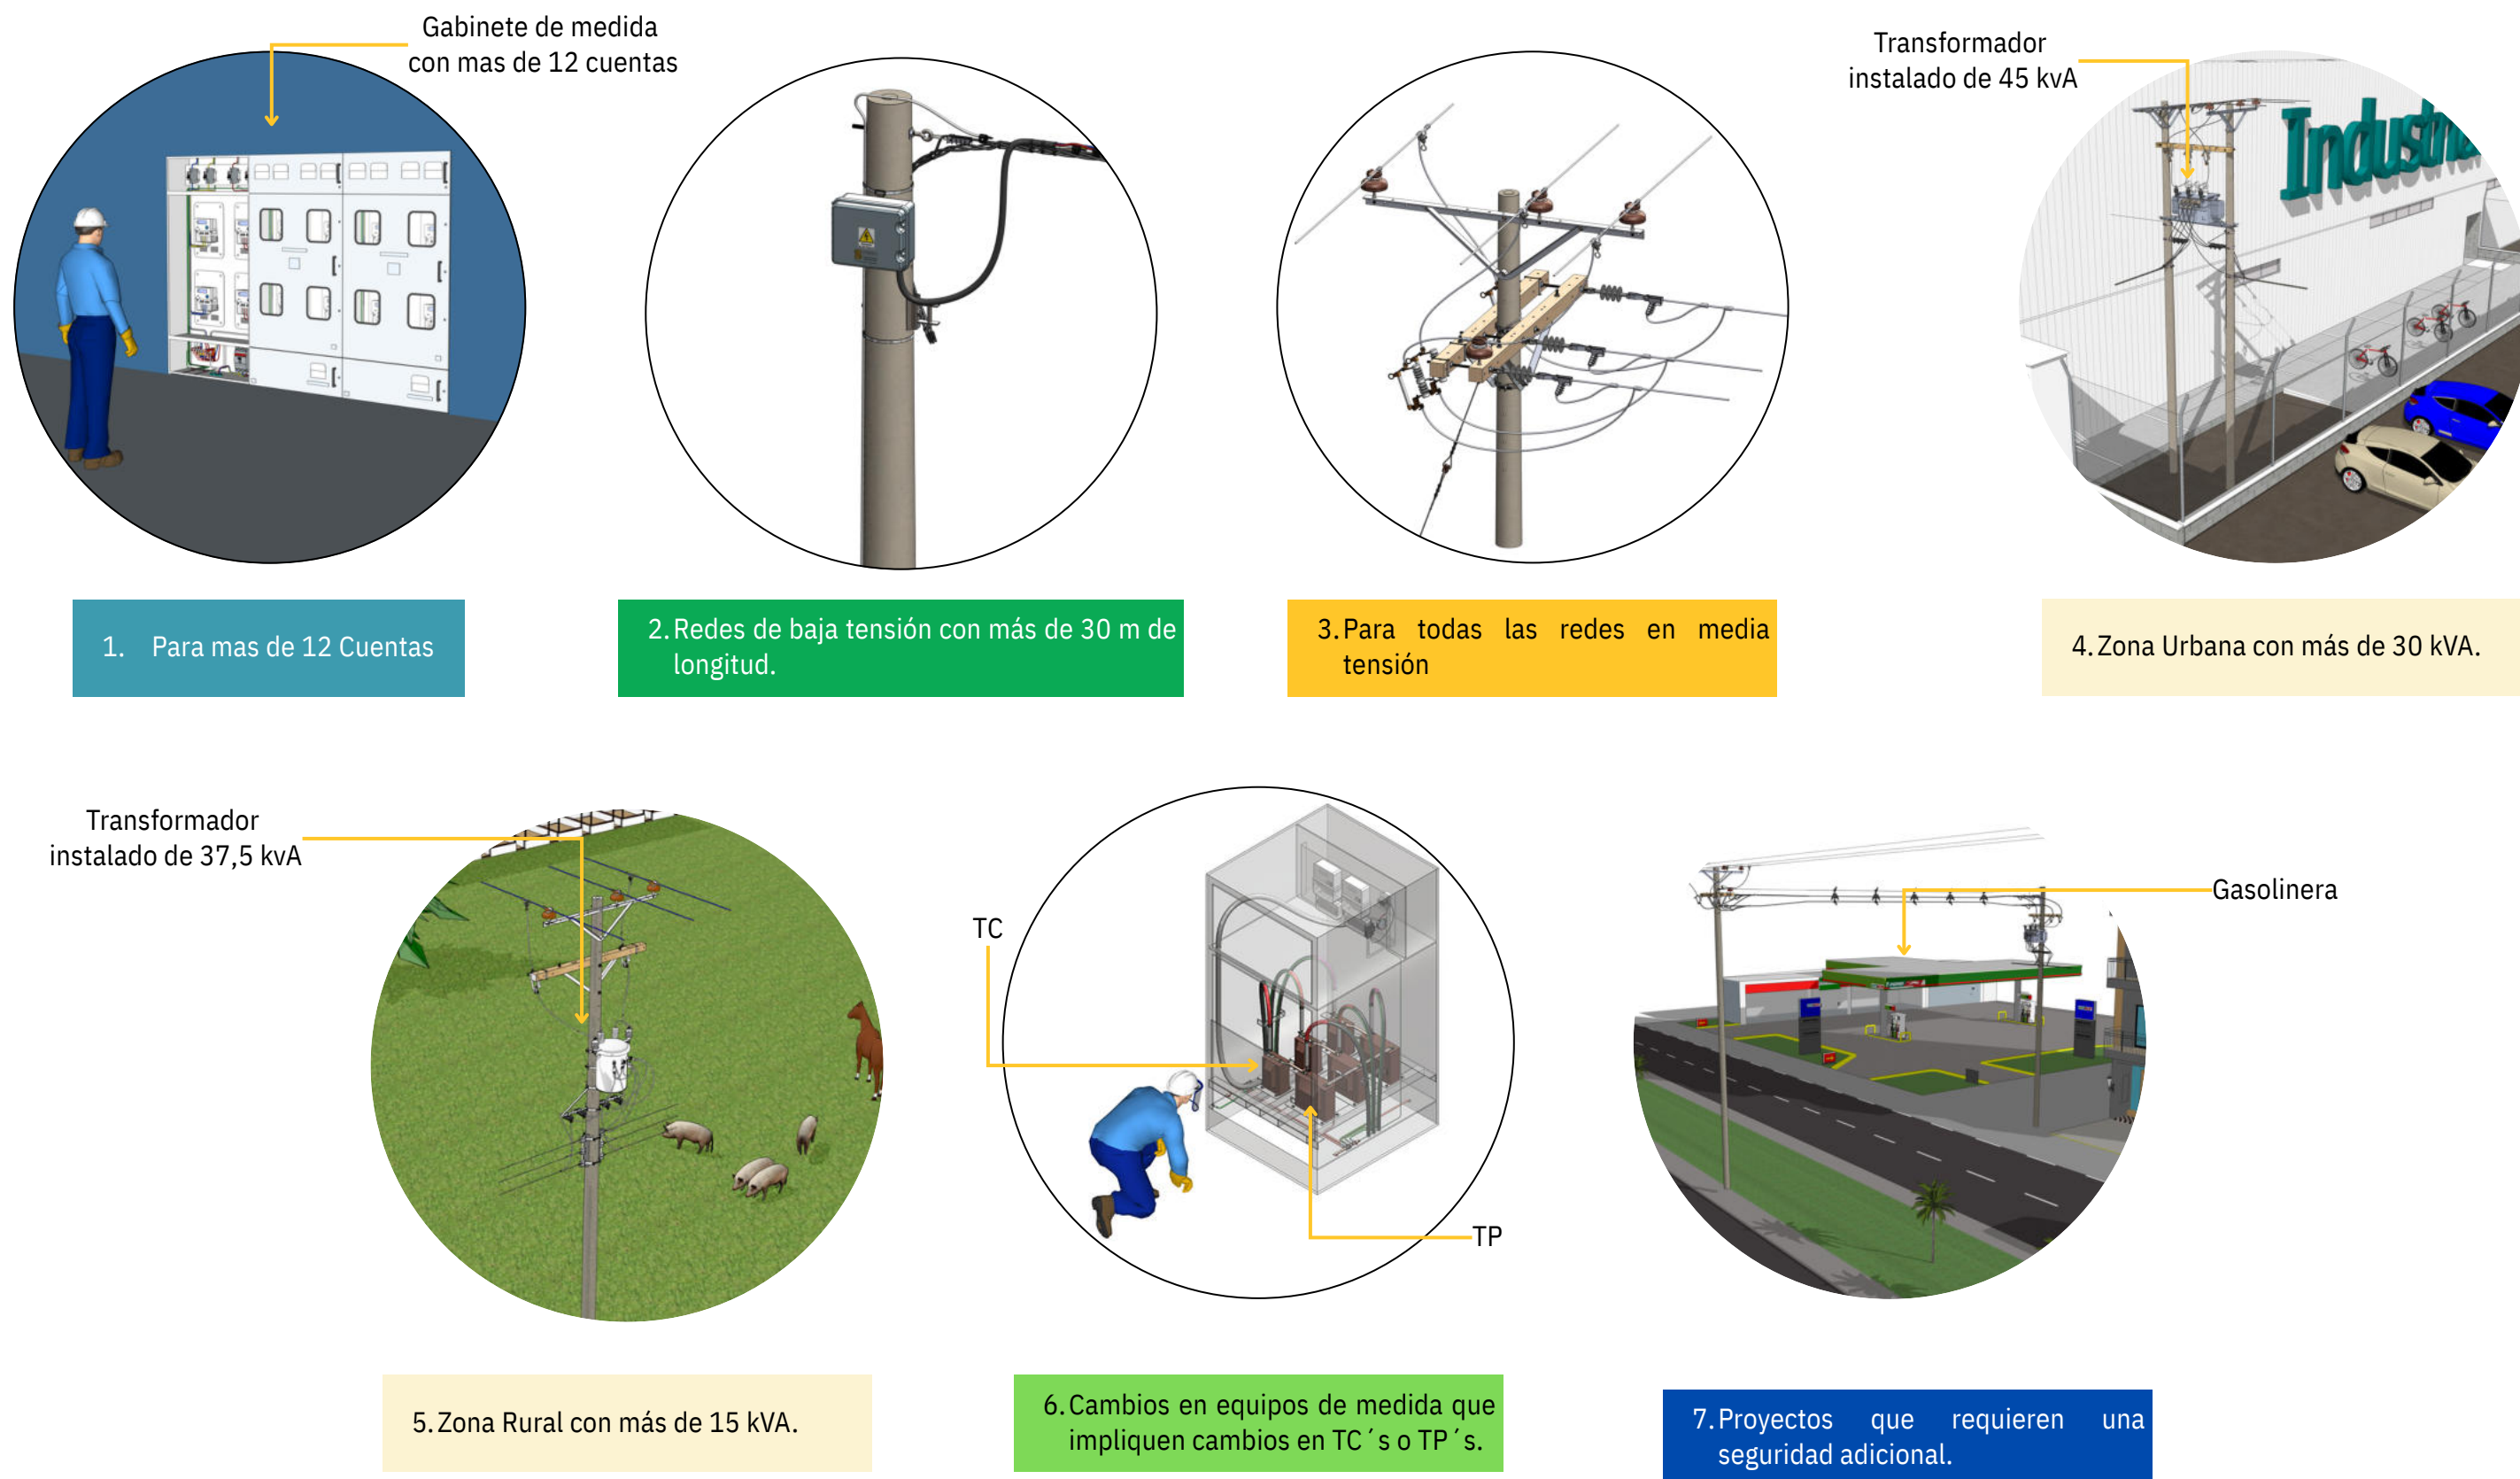 Gabinete de medida
con mas de 12 cuentas
Transformador
instalado de 45 kvA
Industria
1. Para mas de 12 Cuentas
2. Redes de baja tensión con más de 30 m de
longitud.
3. Para todas las redes en media
tensión
4. Zona Urbana con más de 30 kVA.
Transformador
instalado de 37,5 kvA
TC
TP
Gasolinera
5. Zona Rural con más de 15 kVA.
6. Cambios en equipos de medida que
impliquen cambios en TC´s o TP´s.
7. Proyectos que requieren una
seguridad adicional.